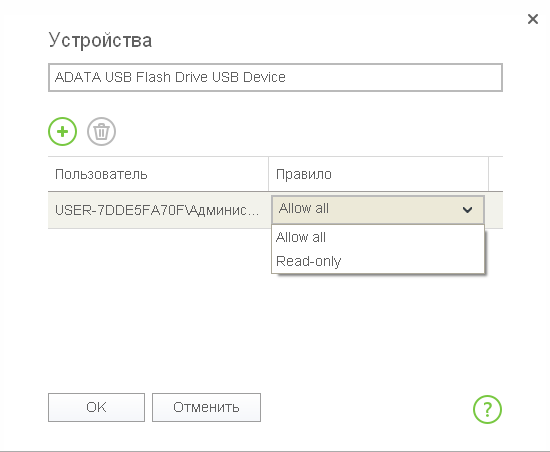 Устройства
ADATA USB Flash Drive USB Device
Пользователь Правило
USER-7DDE5FA70F\Админис... Allow all
Allow all
Read-only
OK Отменить
?